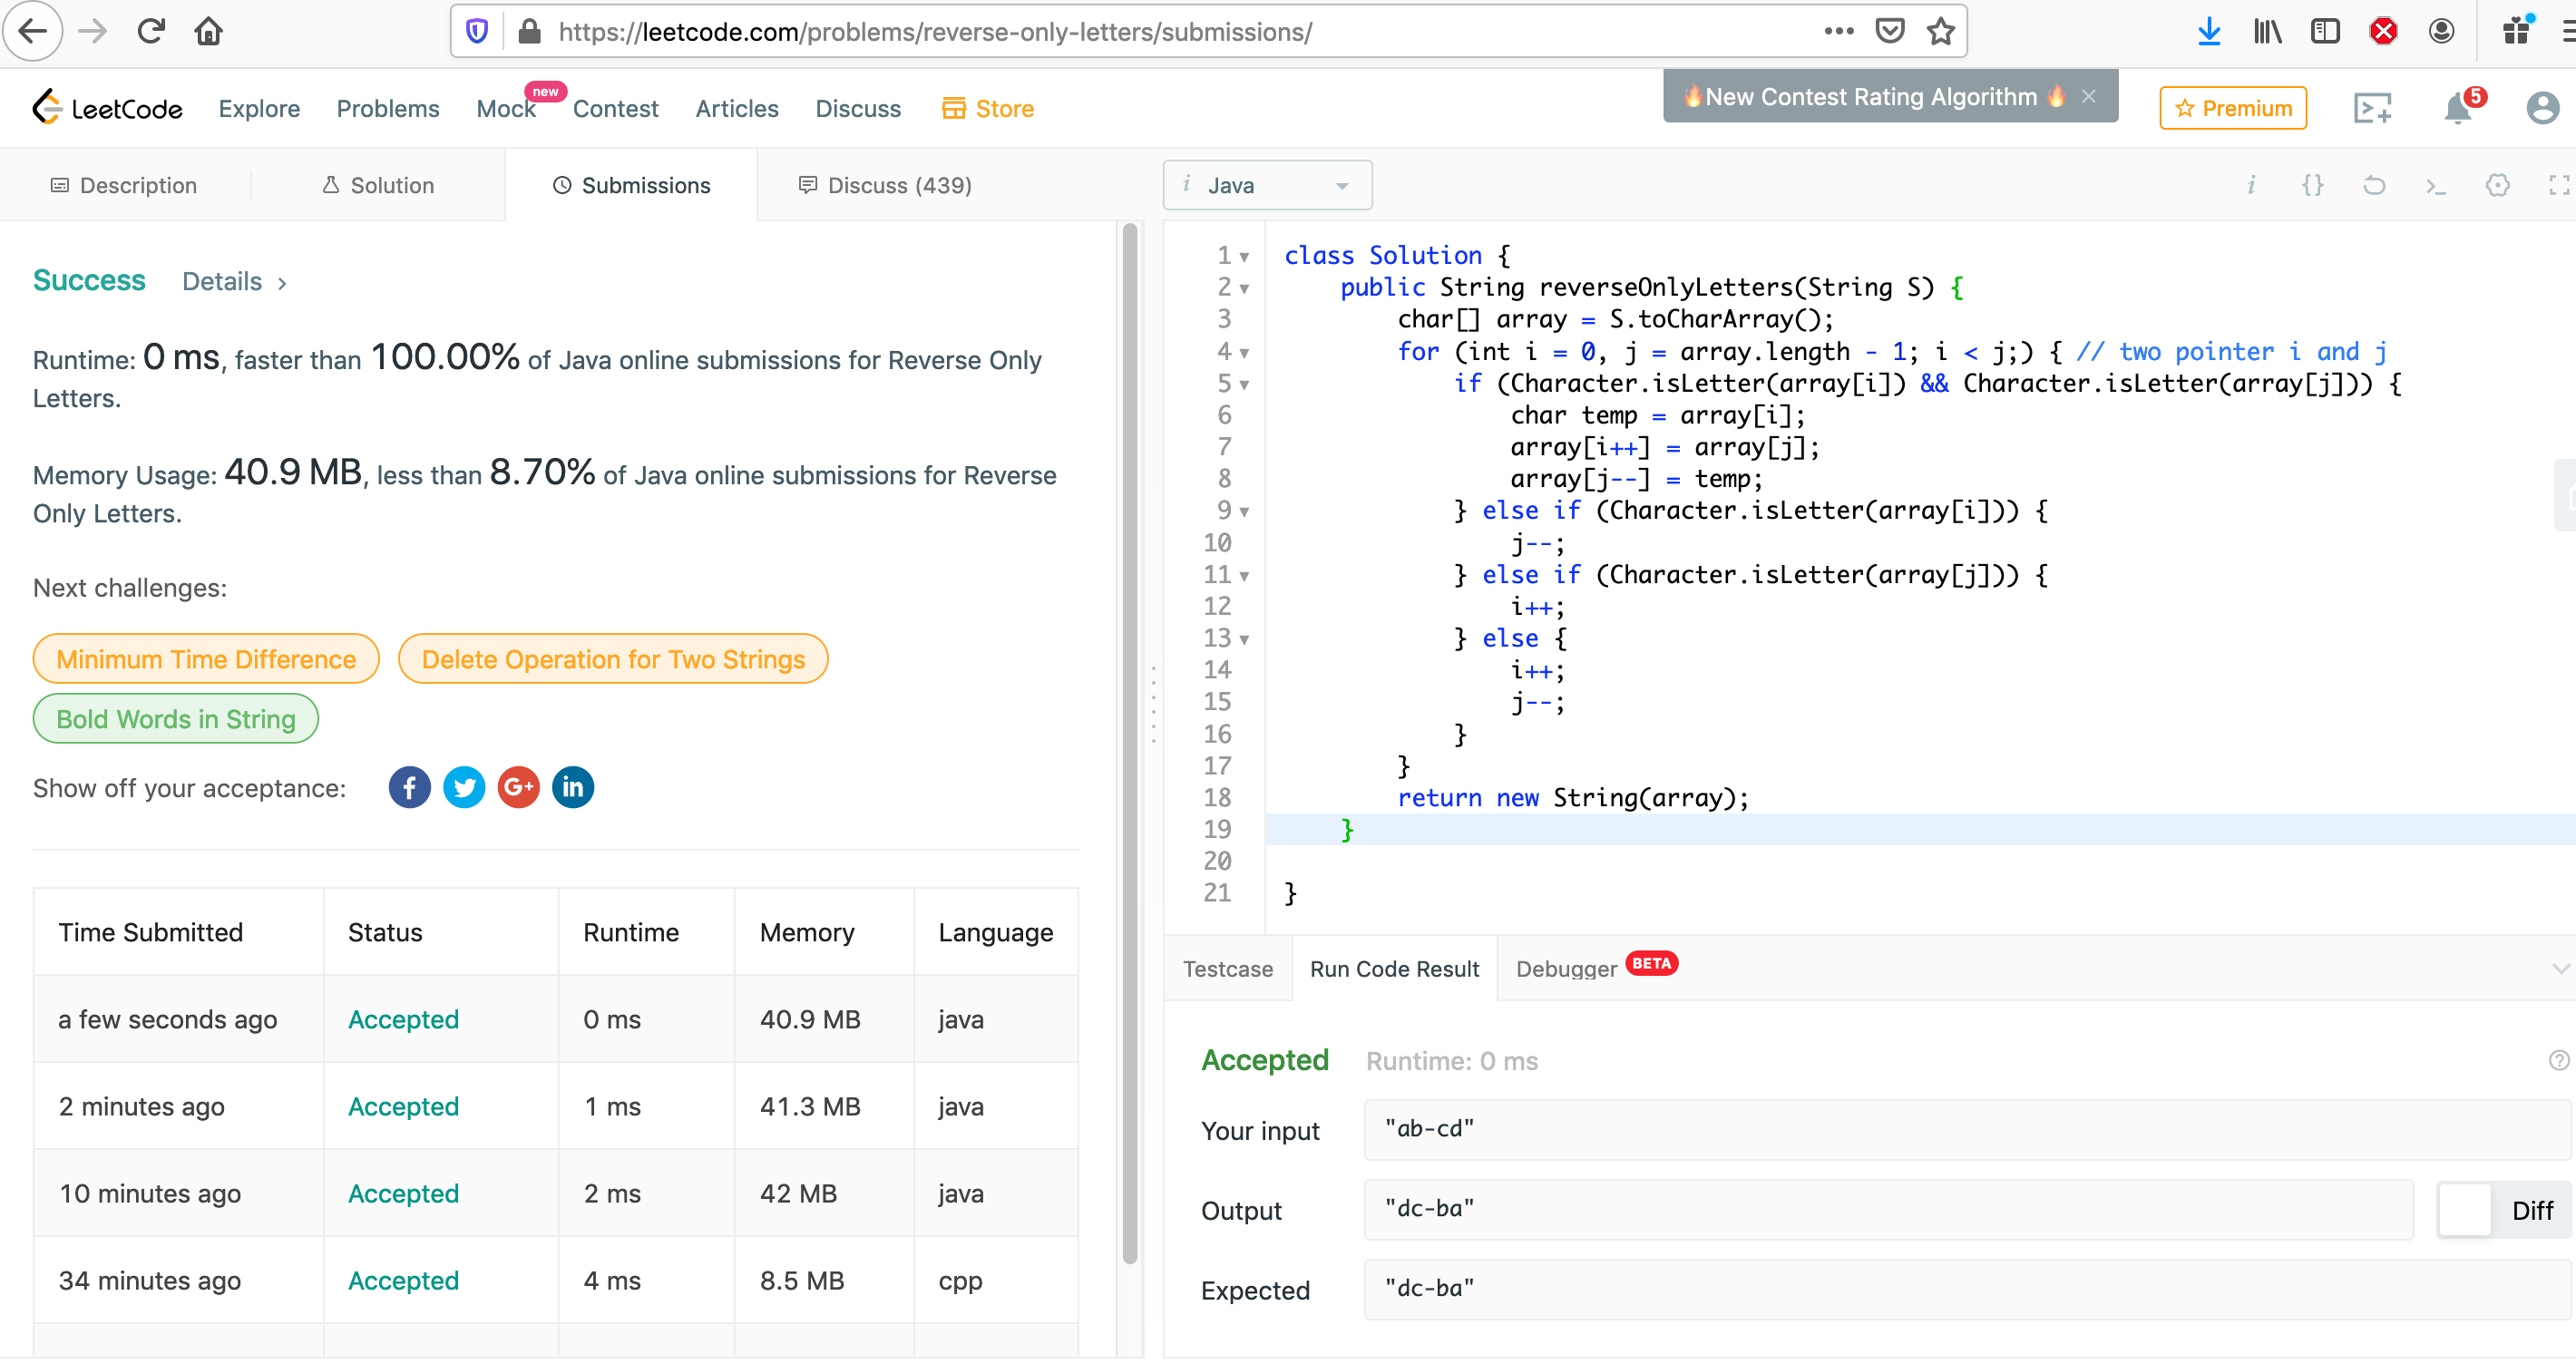 https://leetcode.com/problems/reverse-only-letters/submissions/
LeetCode
Explore
Problems
Mock
new
Contest
Articles
Discuss
Store
🔥New Contest Rating Algorithm 🔥 ×
Premium
5
Description
Solution
Submissions
Discuss (439)
i Java
Success
Details >
Runtime: 0 ms, faster than 100.00% of Java online submissions for Reverse Only
Letters.
Memory Usage: 40.9 MB, less than 8.70% of Java online submissions for Reverse
Only Letters.
Next challenges:
Minimum Time Difference
Delete Operation for Two Strings
Bold Words in String
Show off your acceptance:
f
G+
in
Time Submitted Status Runtime Memory Language
a few seconds ago Accepted 0 ms 40.9 MB java
2 minutes ago Accepted 1 ms 41.3 MB java
10 minutes ago Accepted 2 ms 42 MB java
34 minutes ago Accepted 4 ms 8.5 MB cpp
1 class Solution {
2     public String reverseOnlyLetters(String S) {
3         char[] array = S.toCharArray();
4         for (int i = 0, j = array.length - 1; i < j;) { // two pointer i and j
5             if (Character.isLetter(array[i]) && Character.isLetter(array[j])) {
6                 char temp = array[i];
7                 array[i++] = array[j];
8                 array[j--] = temp;
9             } else if (Character.isLetter(array[i])) {
10                 j--;
11             } else if (Character.isLetter(array[j])) {
12                 i++;
13             } else {
14                 i++;
15                 j--;
16             }
17         }
18         return new String(array);
19     }
20
21 }
Testcase
Run Code Result
Debugger
BETA
Accepted
Runtime: 0 ms
Your input
"ab-cd"
Output
"dc-ba"
Diff
Expected
"dc-ba"